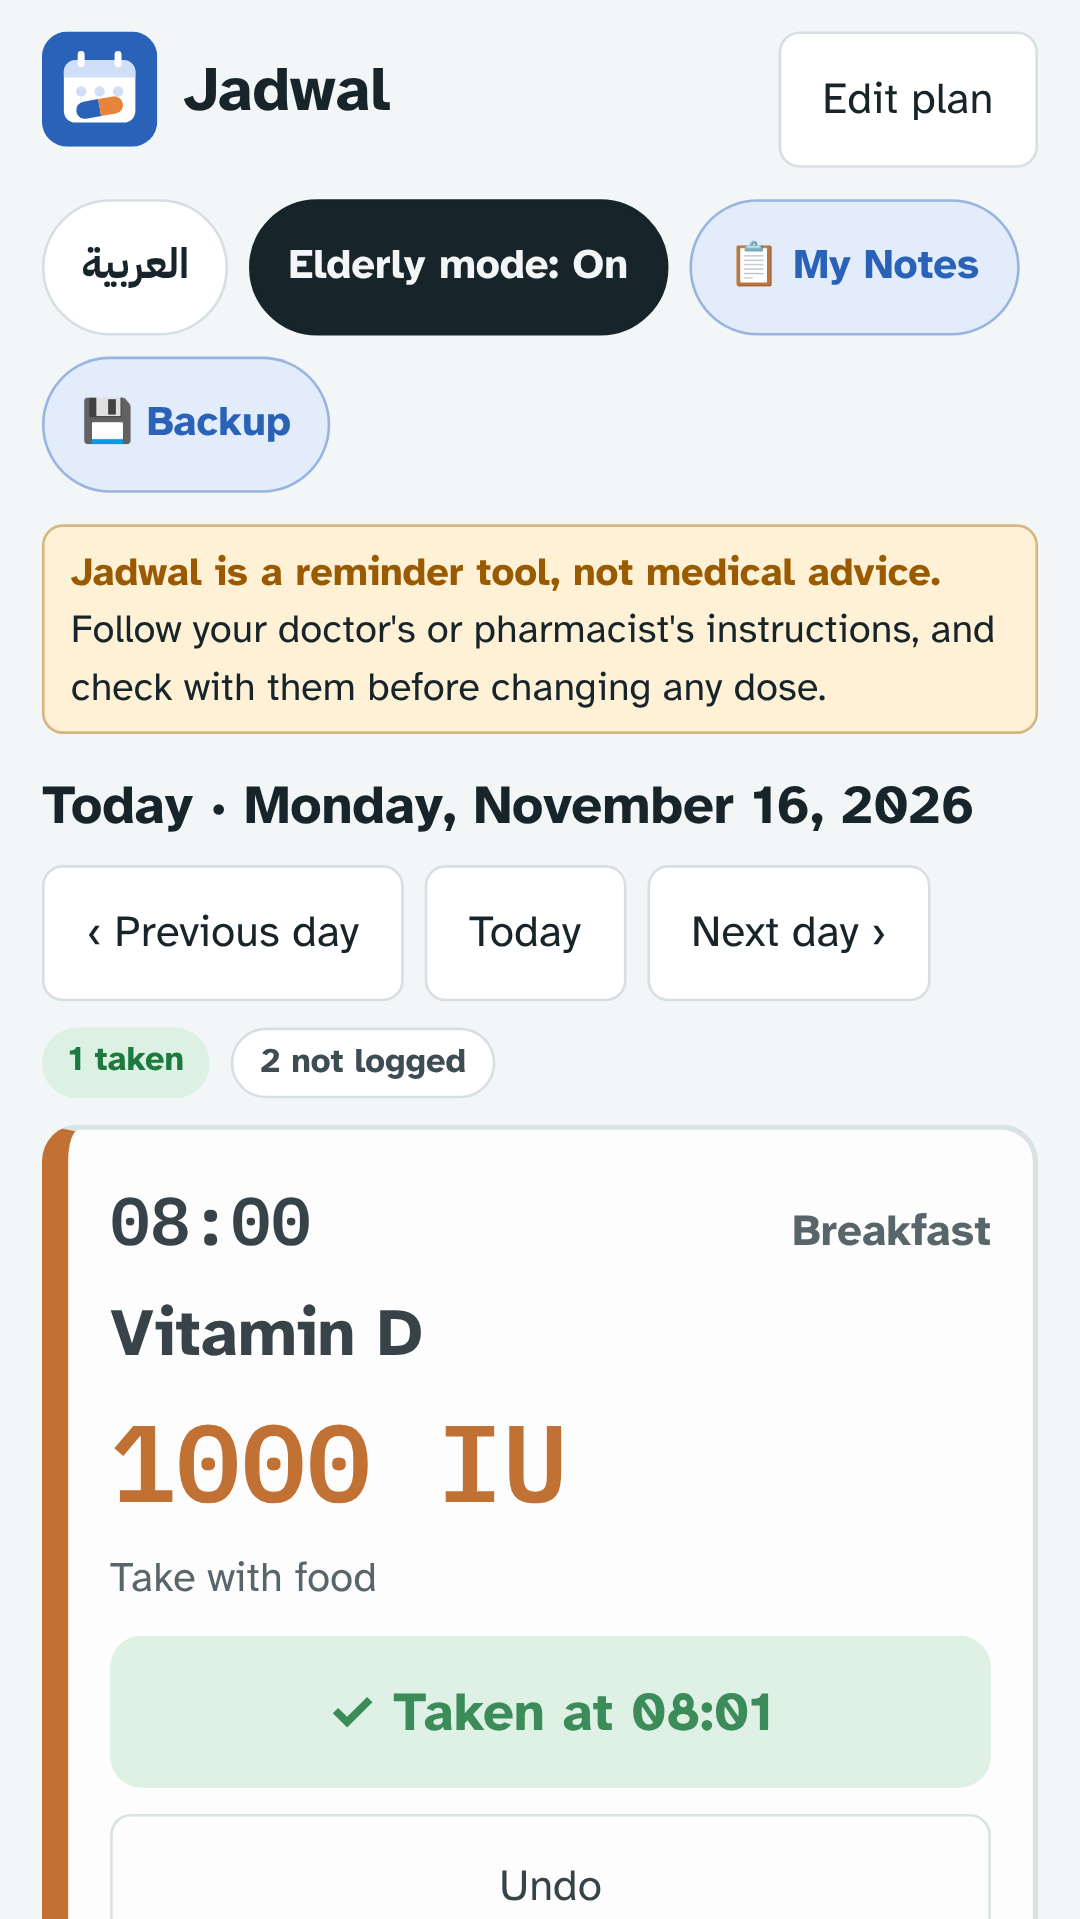 Jadwal
Edit plan
العربية
Elderly mode: On
📋 My Notes
💾 Backup
Jadwal is a reminder tool, not medical advice.
Follow your doctor's or pharmacist's instructions, and
check with them before changing any dose.
Today · Monday, November 16, 2026
‹ Previous day
Today
Next day ›
1 taken
2 not logged
08:00
Breakfast
Vitamin D
1000 IU
Take with food
✓ Taken at 08:01
Undo